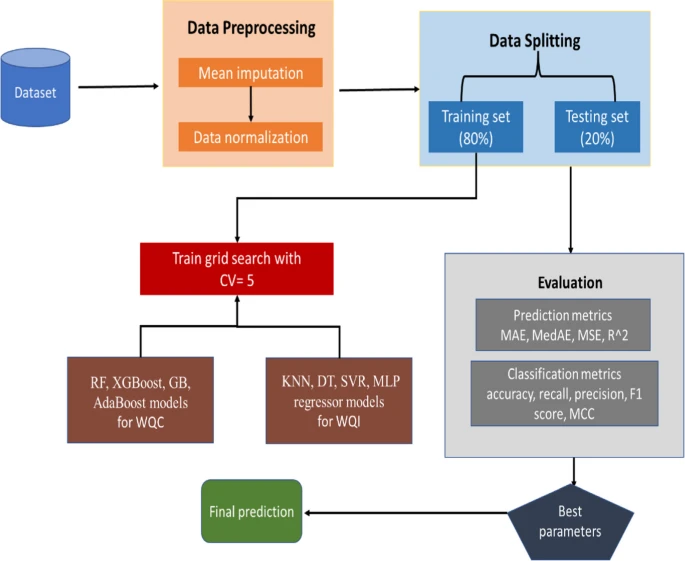 Dataset
Data Preprocessing
Mean imputation
Data normalization
Data Splitting
Training set
(80%)
Testing set
(20%)
Train grid search with
CV= 5
RF, XGBoost, GB,
AdaBoost models
for WQC
KNN, DT, SVR, MLP
regressor models
for WQI
Evaluation
Prediction metrics
MAE, MedAE, MSE, R^2
Classification metrics
accuracy, recall, precision, F1
score, MCC
Best
parameters
Final prediction